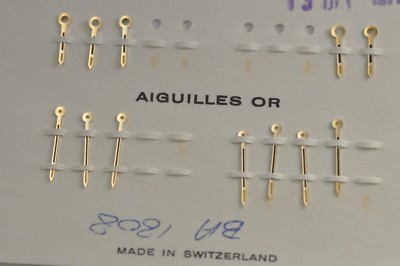 AIGUILLES OR
BA 1808
MADE IN SWITZERLAND